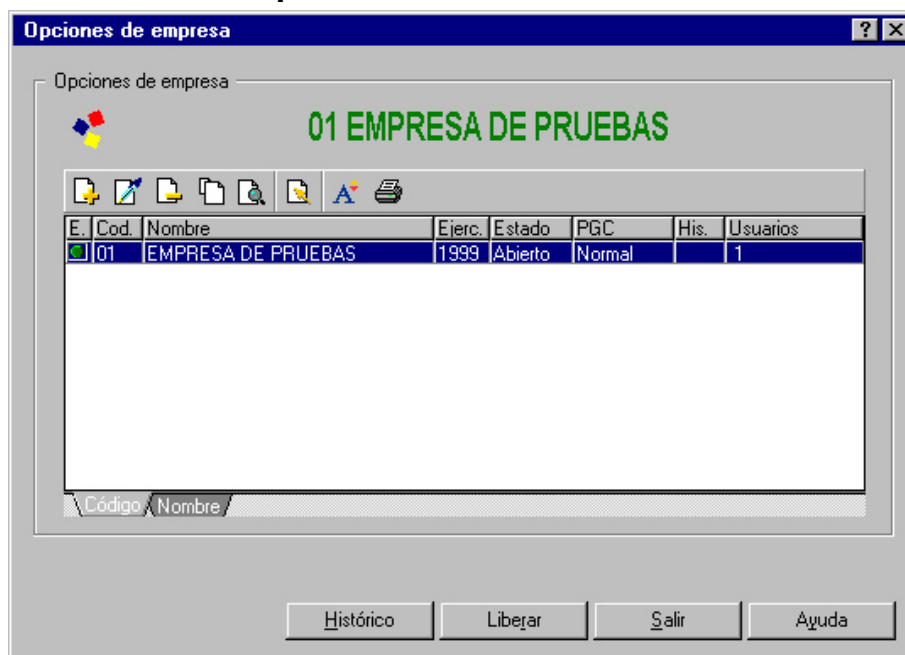 Opciones de empresa
Opciones de empresa
01 EMPRESA DE PRUEBAS
E. Cod. Nombre Ejerc. Estado PGC His. Usuarios
01 EMPRESA DE PRUEBAS 1999 Abierto Normal 1
Código Nombre
Histórico Liberar Salir Ayuda